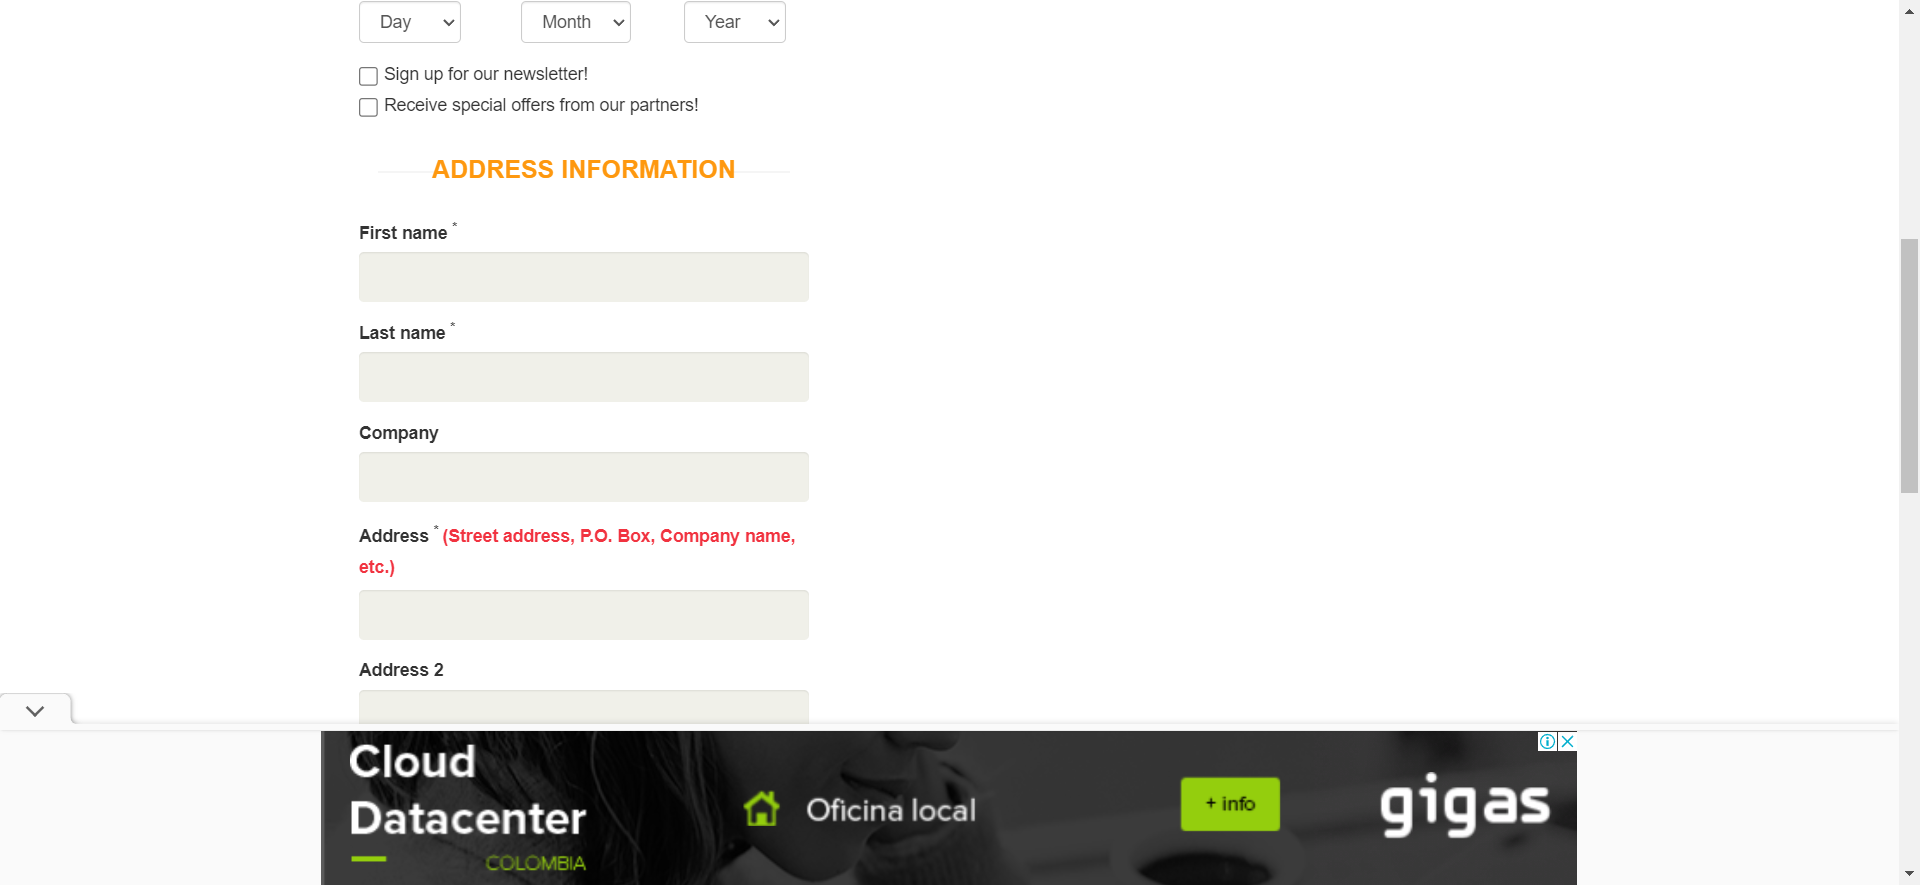 Day Month Year
Sign up for our newsletter!
Receive special offers from our partners!
ADDRESS INFORMATION
First name *
Last name *
Company
Address * (Street address, P.O. Box, Company name,
etc.)
Address 2
Cloud
Datacenter
COLOMBIA
Oficina local
+ info
gigas